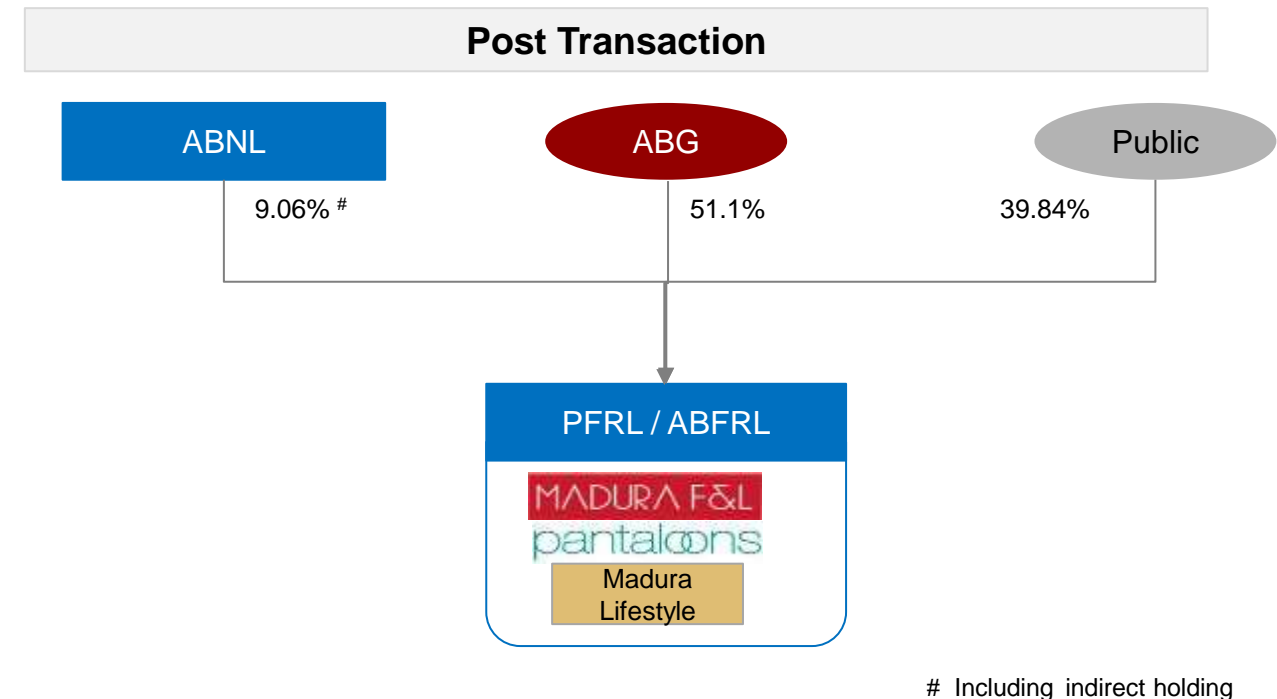 Post Transaction
ABNL
ABG
Public
9.06% #
51.1%
39.84%
PFRL / ABFRL
MADURA F&L
pantaloons
Madura
Lifestyle
# Including indirect holding